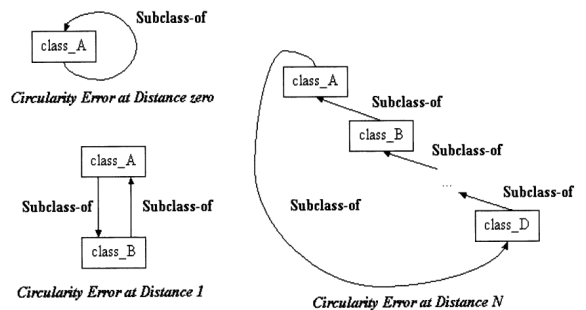 Subclass-of
class_A
Circularity Error at Distance zero
class_A
Subclass-of
Subclass-of
class_B
Circularity Error at Distance 1
class_A
Subclass-of
class_B
Subclass-of
...
Subclass-of
Subclass-of
class_D
Circularity Error at Distance N